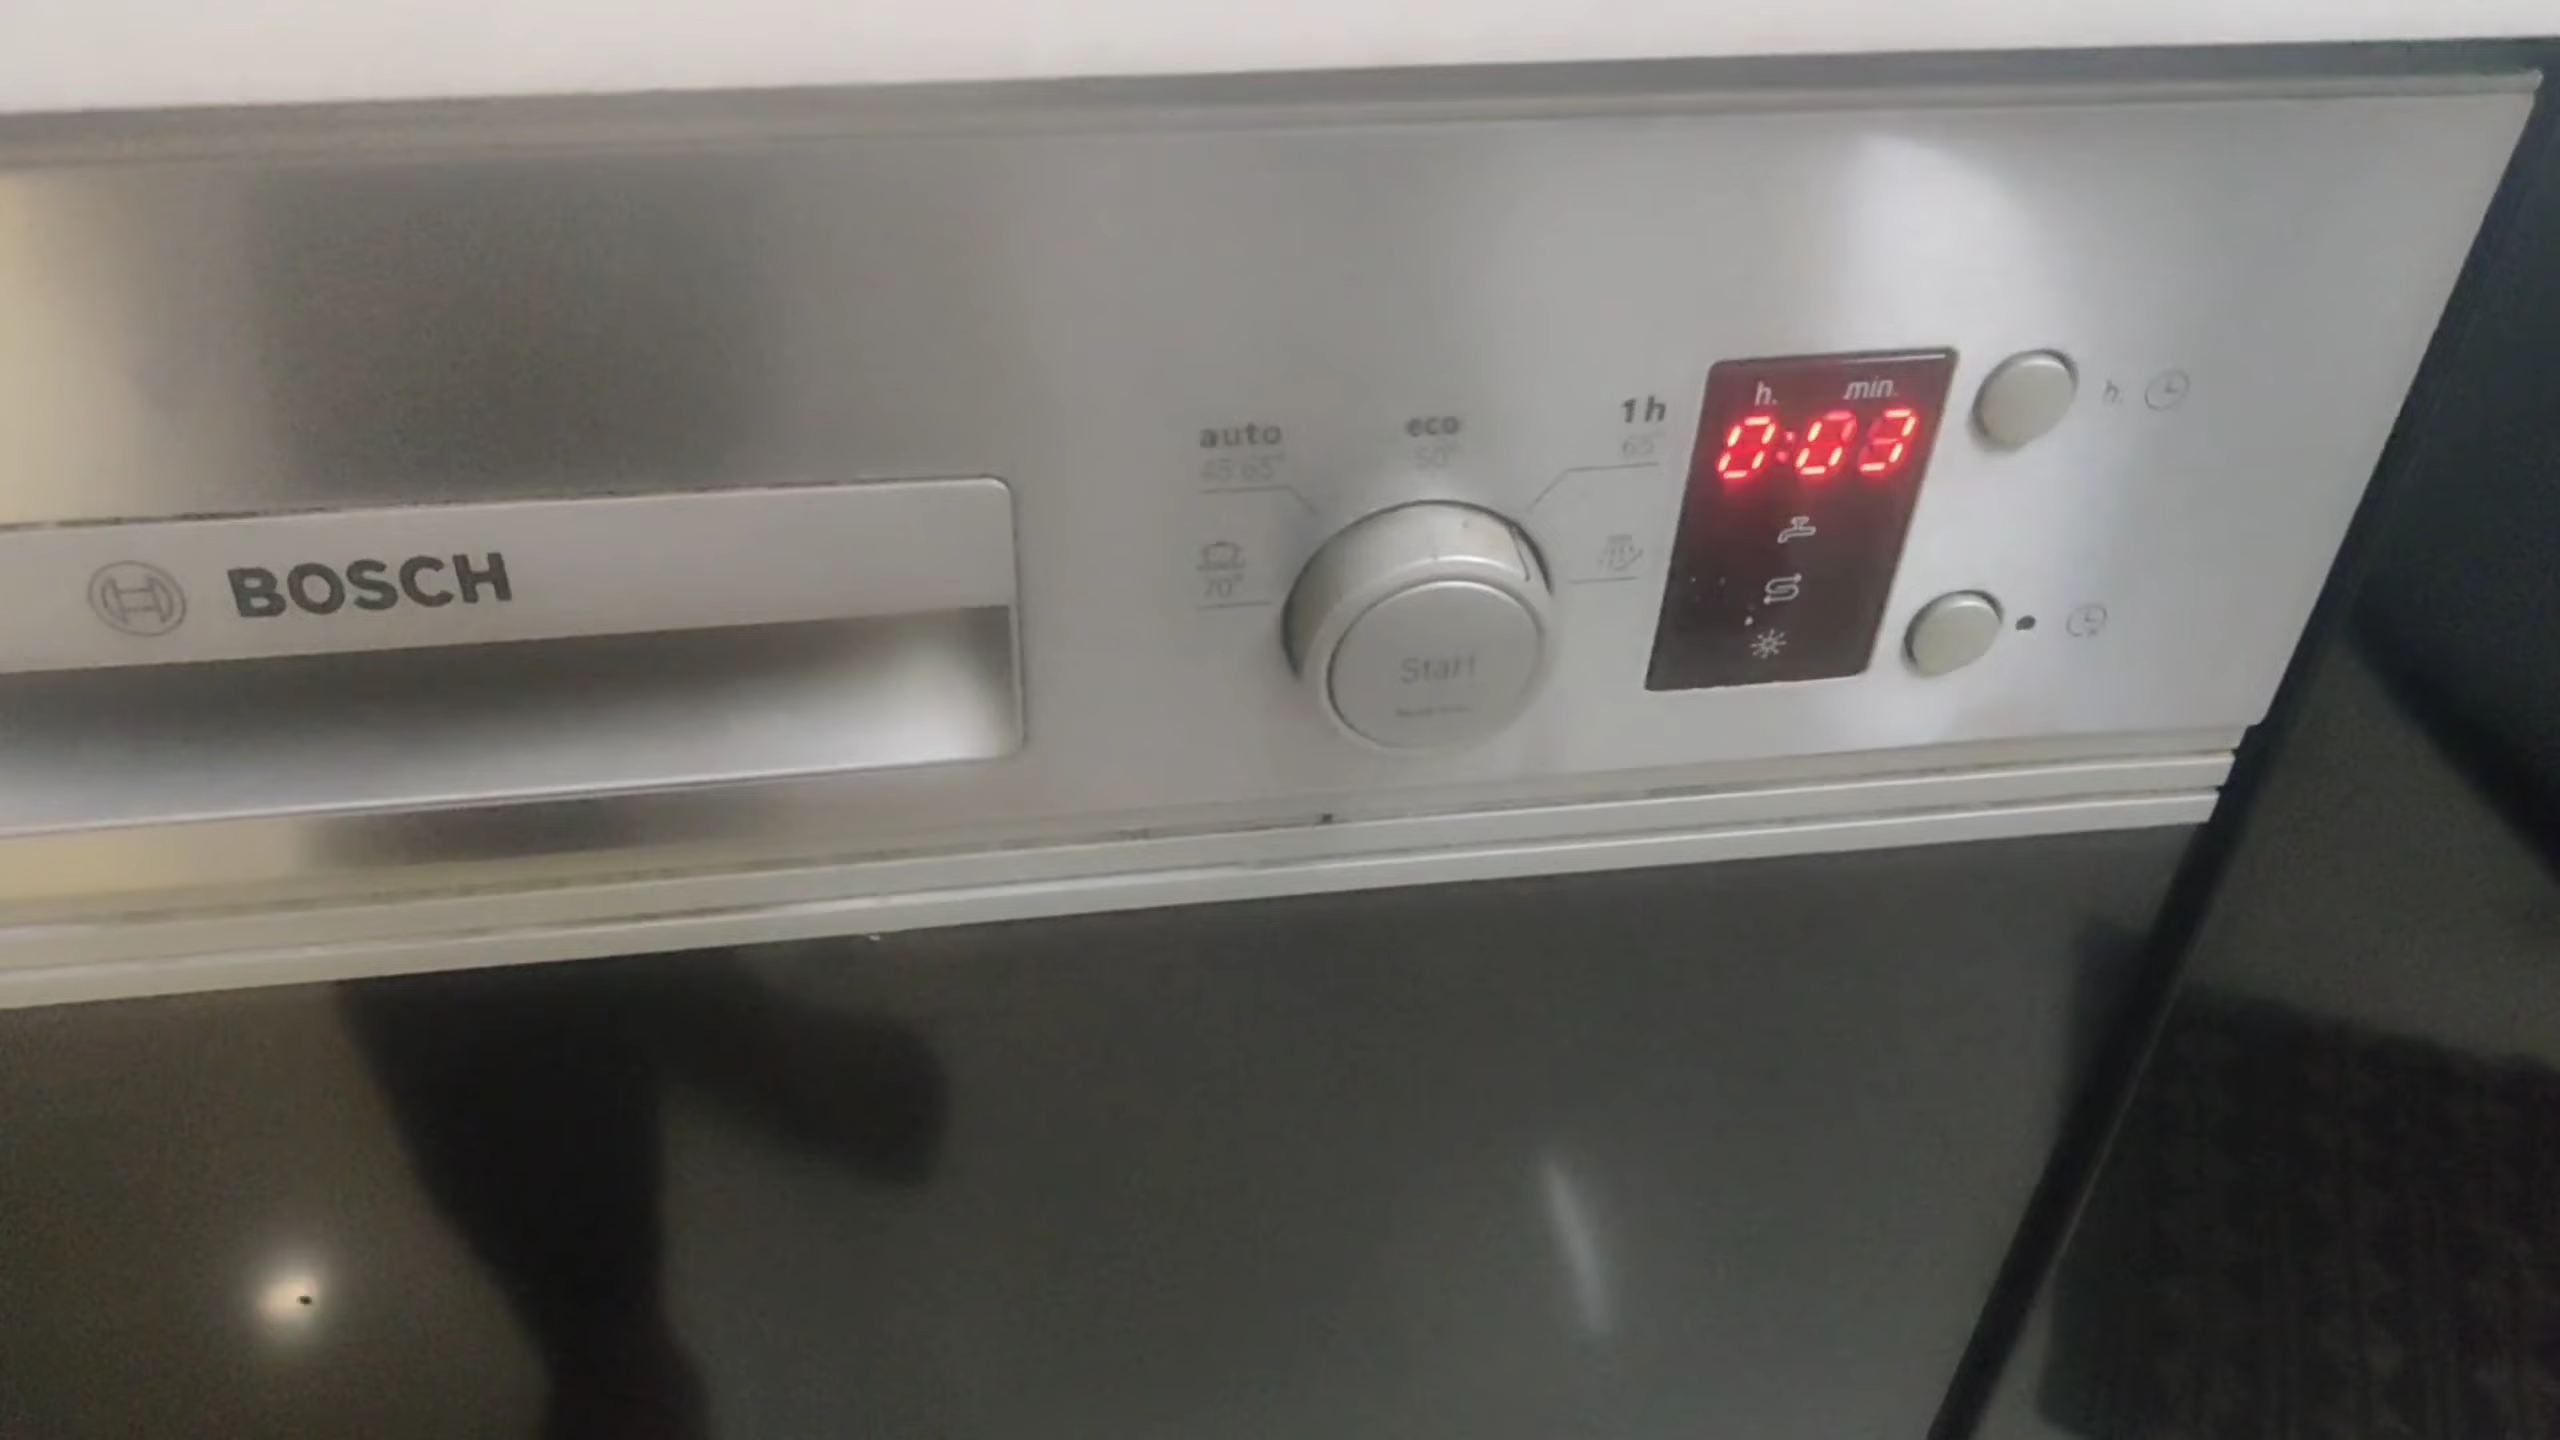 BOSCH
auto
45 65°
70°
eco
50°
1h
65°
Start
h. min.
0:03
h.